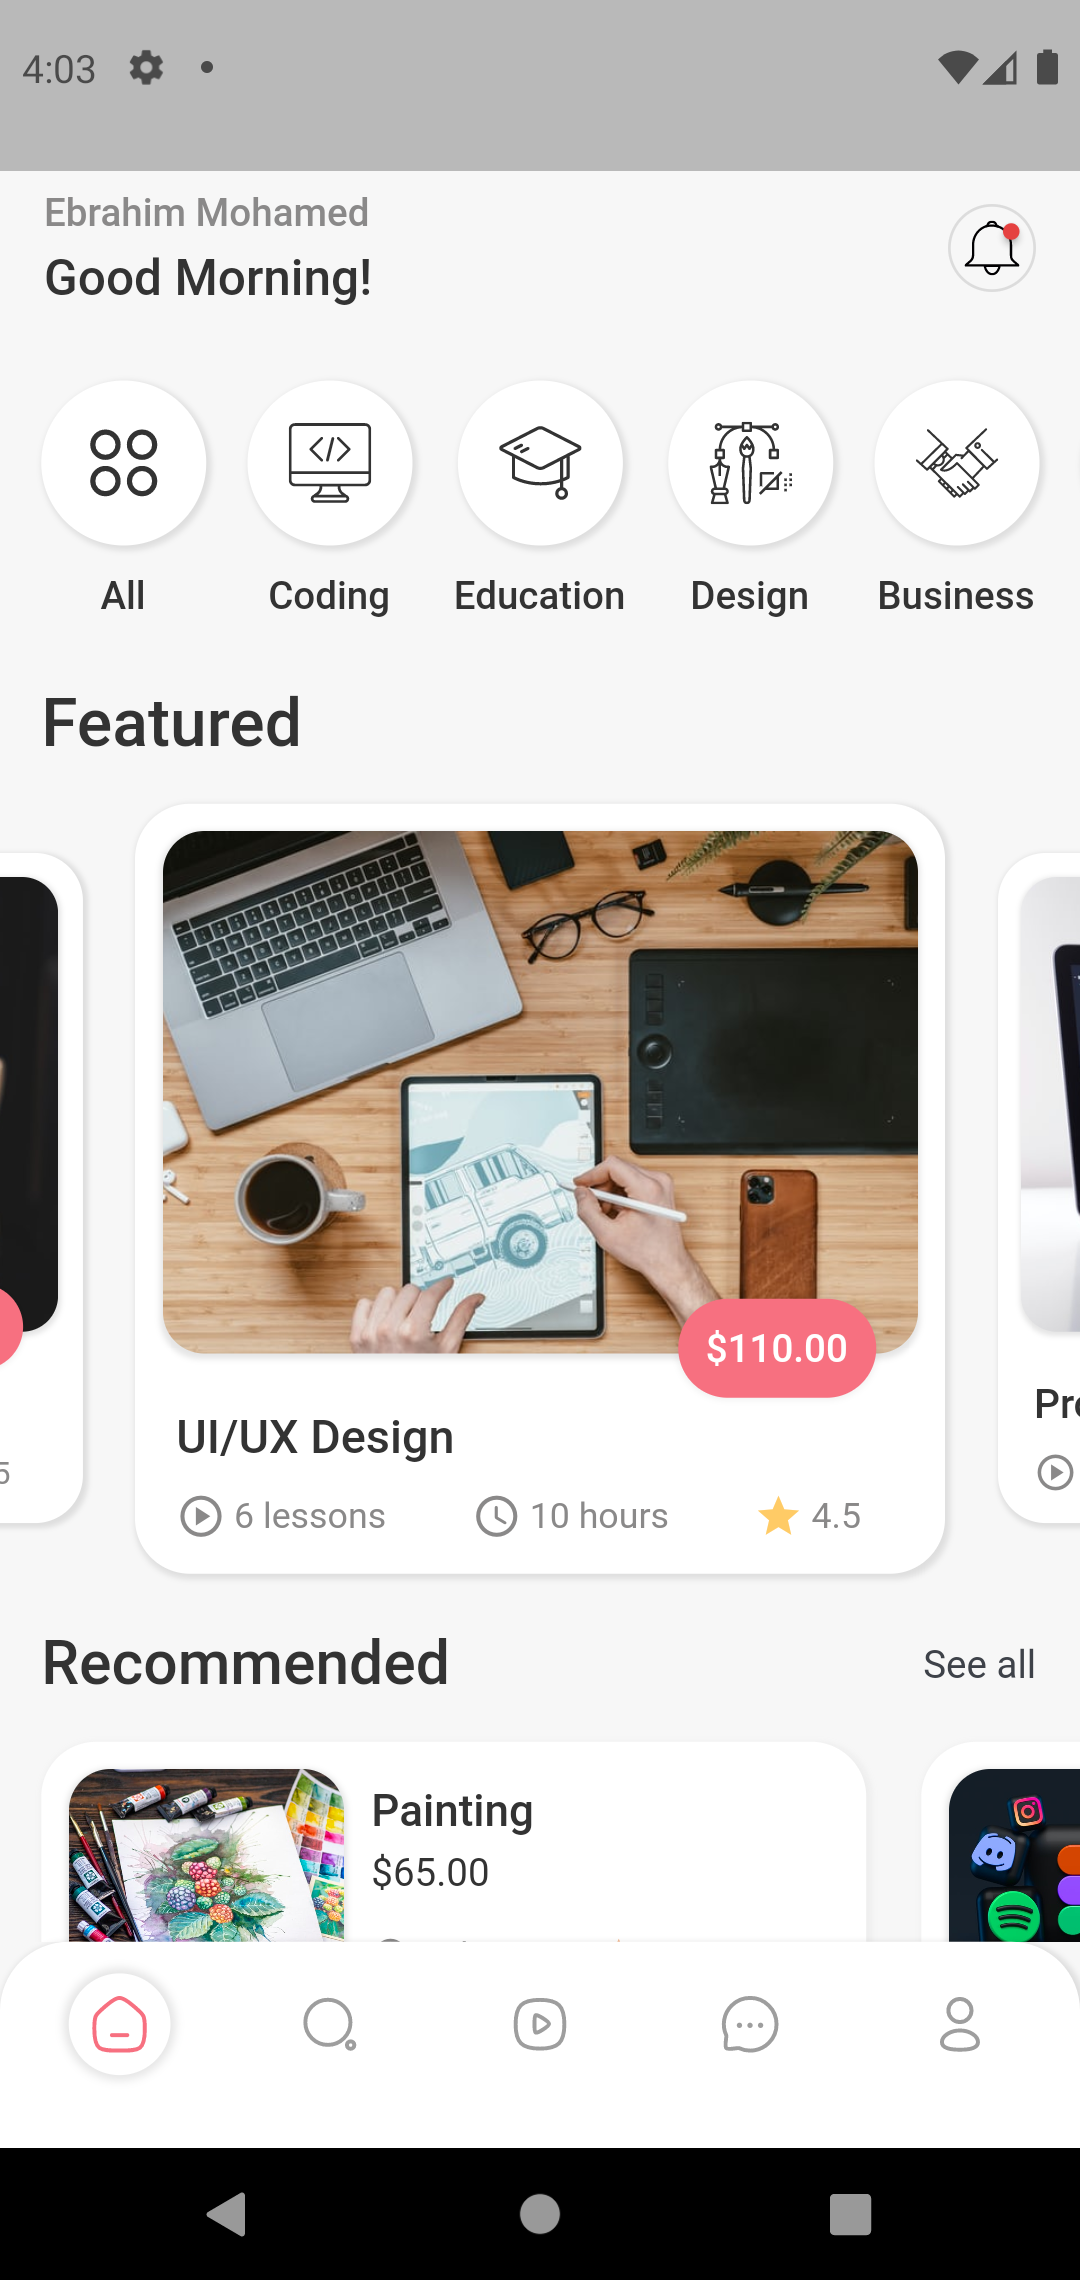 4:03
Ebrahim Mohamed
Good Morning!
All
Coding
Education
Design
Business
Featured
$110.00
UI/UX Design
6 lessons
10 hours
4.5
5
Recommended
See all
Painting
$65.00